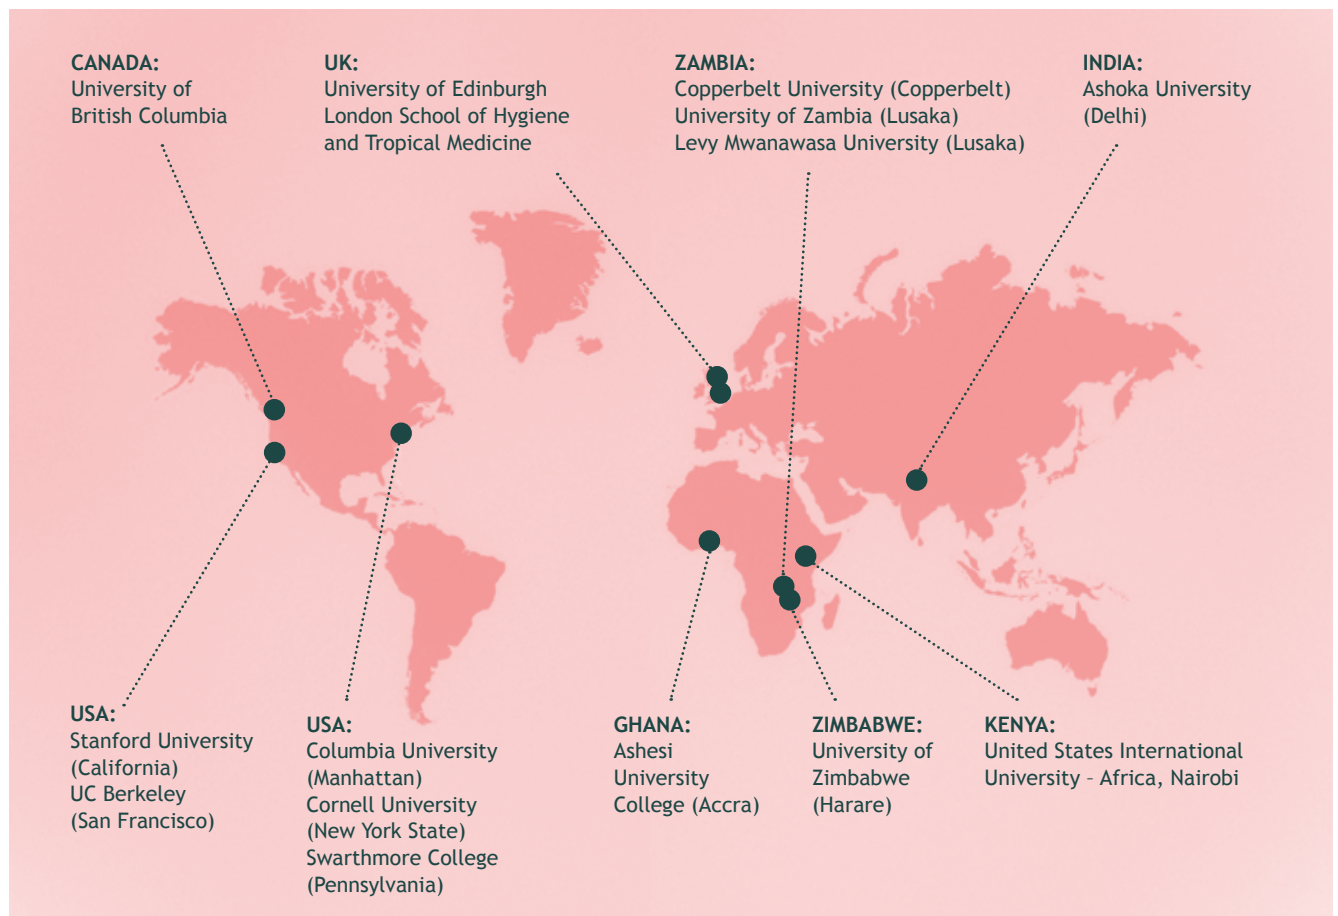 CANADA:
University of
British Columbia
UK:
University of Edinburgh
London School of Hygiene
and Tropical Medicine
ZAMBIA:
Copperbelt University (Copperbelt)
University of Zambia (Lusaka)
Levy Mwanawasa University (Lusaka)
INDIA:
Ashoka University
(Delhi)
USA:
Stanford University
(California)
UC Berkeley
(San Francisco)
USA:
Columbia University
(Manhattan)
Cornell University
(New York State)
Swarthmore College
(Pennsylvania)
GHANA:
Ashesi
University
College (Accra)
ZIMBABWE:
University of
Zimbabwe
(Harare)
KENYA:
United States International
University – Africa, Nairobi